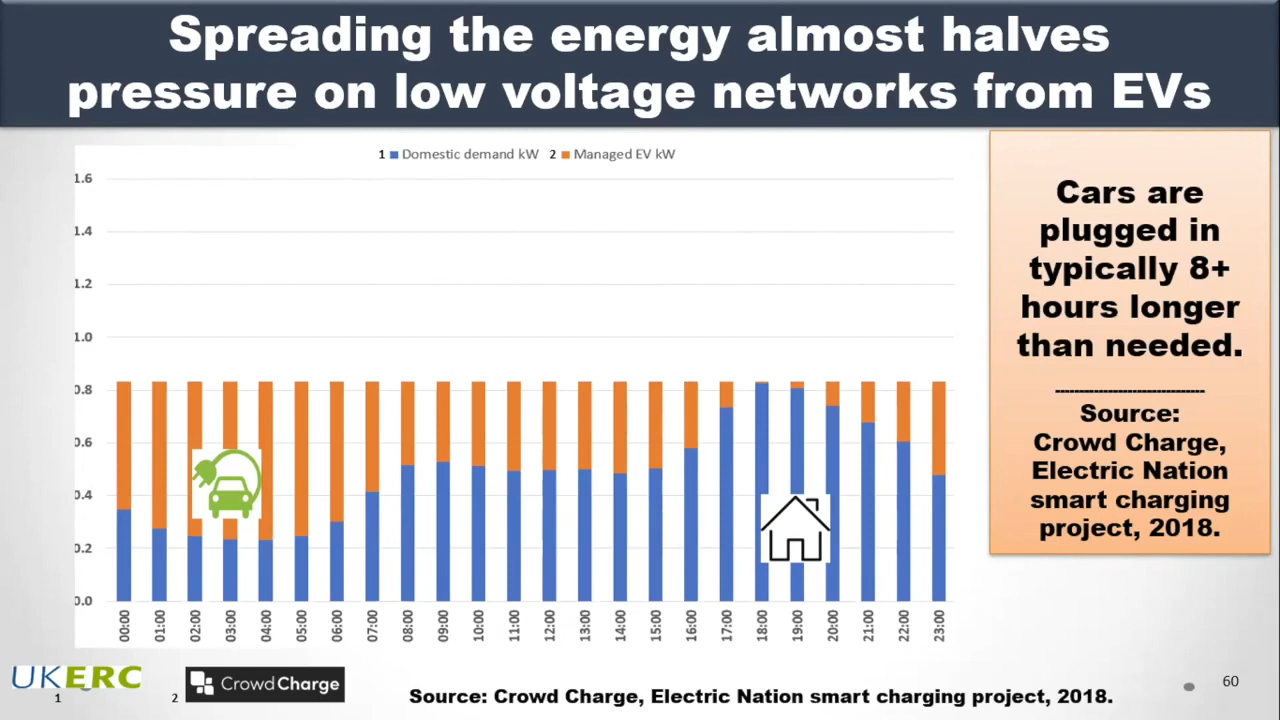 Spreading the energy almost halves
pressure on low voltage networks from EVs
1 Domestic demand kW 2 Managed EV kW
1.6
1.4
1.2
1.0
0.8
0.6
0.4
0.2
0.0
00:00 01:00 02:00 03:00 04:00 05:00 06:00 07:00 08:00 09:00 10:00 11:00 12:00 13:00 14:00 15:00 16:00 17:00 18:00 19:00 20:00 21:00 22:00 23:00
Cars are
plugged in
typically 8+
hours longer
than needed.
------------------------------
Source:
Crowd Charge,
Electric Nation
smart charging
project, 2018.
UKERC
1
2
CrowdCharge
Source: Crowd Charge, Electric Nation smart charging project, 2018.
60